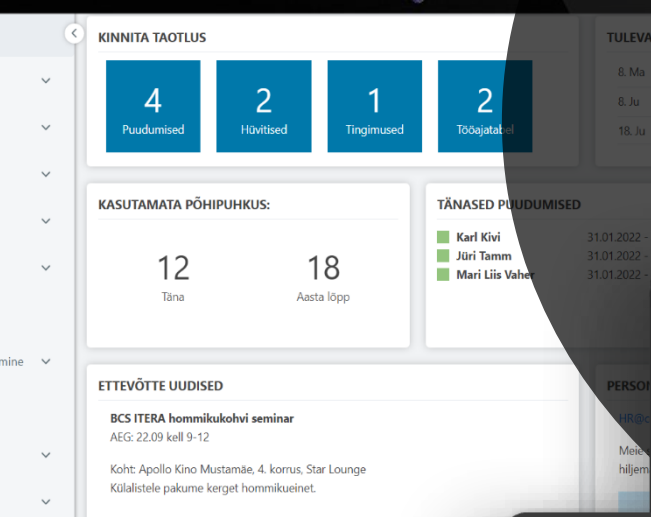 KINNITA TAOTLUS
4
Puudumised
2
Hüvitised
1
Tingimused
2
Tööajatabel
TULEVA
8. Ma
8. Ju
18. Ju
KASUTAMATA PÕHIPUHKUS:
12
Täna
18
Aasta lõpp
TÄNASED PUUDUMISED
Karl Kivi 31.01.2022 -
Jüri Tamm 31.01.2022 -
Mari Liis Vaher 31.01.2022 -
mine
ETTEVÕTTE UUDISED
BCS ITERA hommikukohvi seminar
AEG: 22.09 kell 9-12
Koht: Apollo Kino Mustamäe, 4. korrus, Star Lounge
Külalistele pakume kerget hommikueinet.
PERSON
HR@c
Meie
hiljem